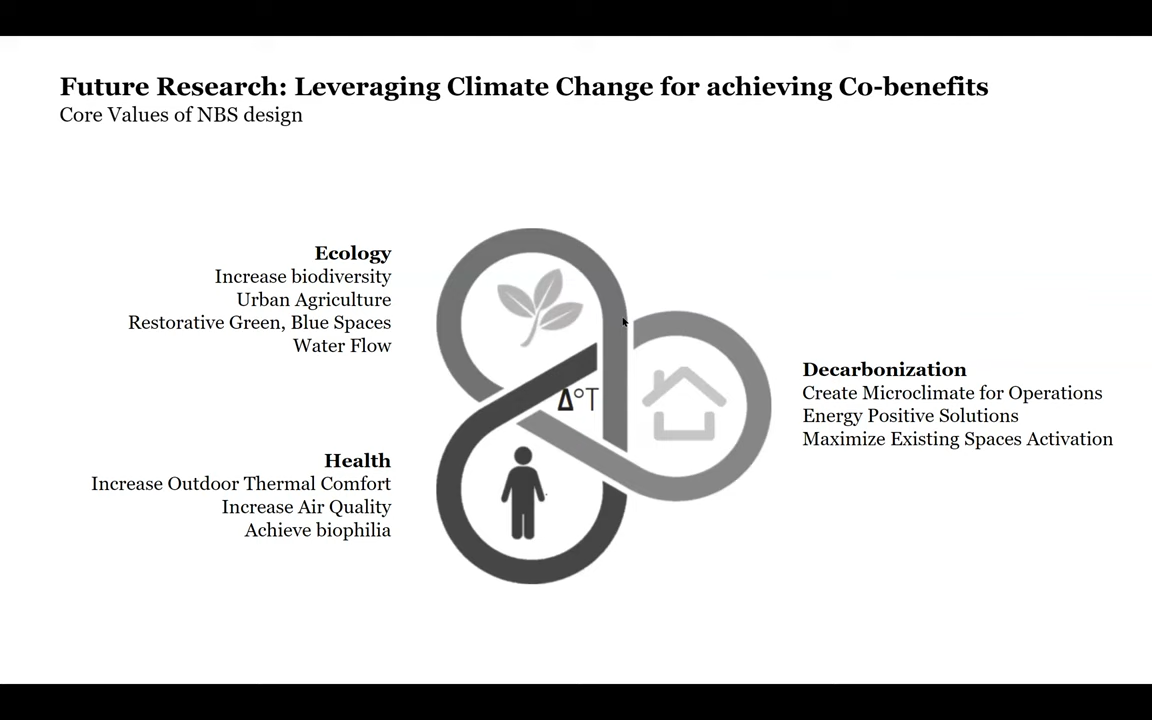 Future Research: Leveraging Climate Change for achieving Co-benefits
Core Values of NBS design
Ecology
Increase biodiversity
Urban Agriculture
Restorative Green, Blue Spaces
Water Flow
Δ°T
Decarbonization
Create Microclimate for Operations
Energy Positive Solutions
Maximize Existing Spaces Activation
Health
Increase Outdoor Thermal Comfort
Increase Air Quality
Achieve biophilia